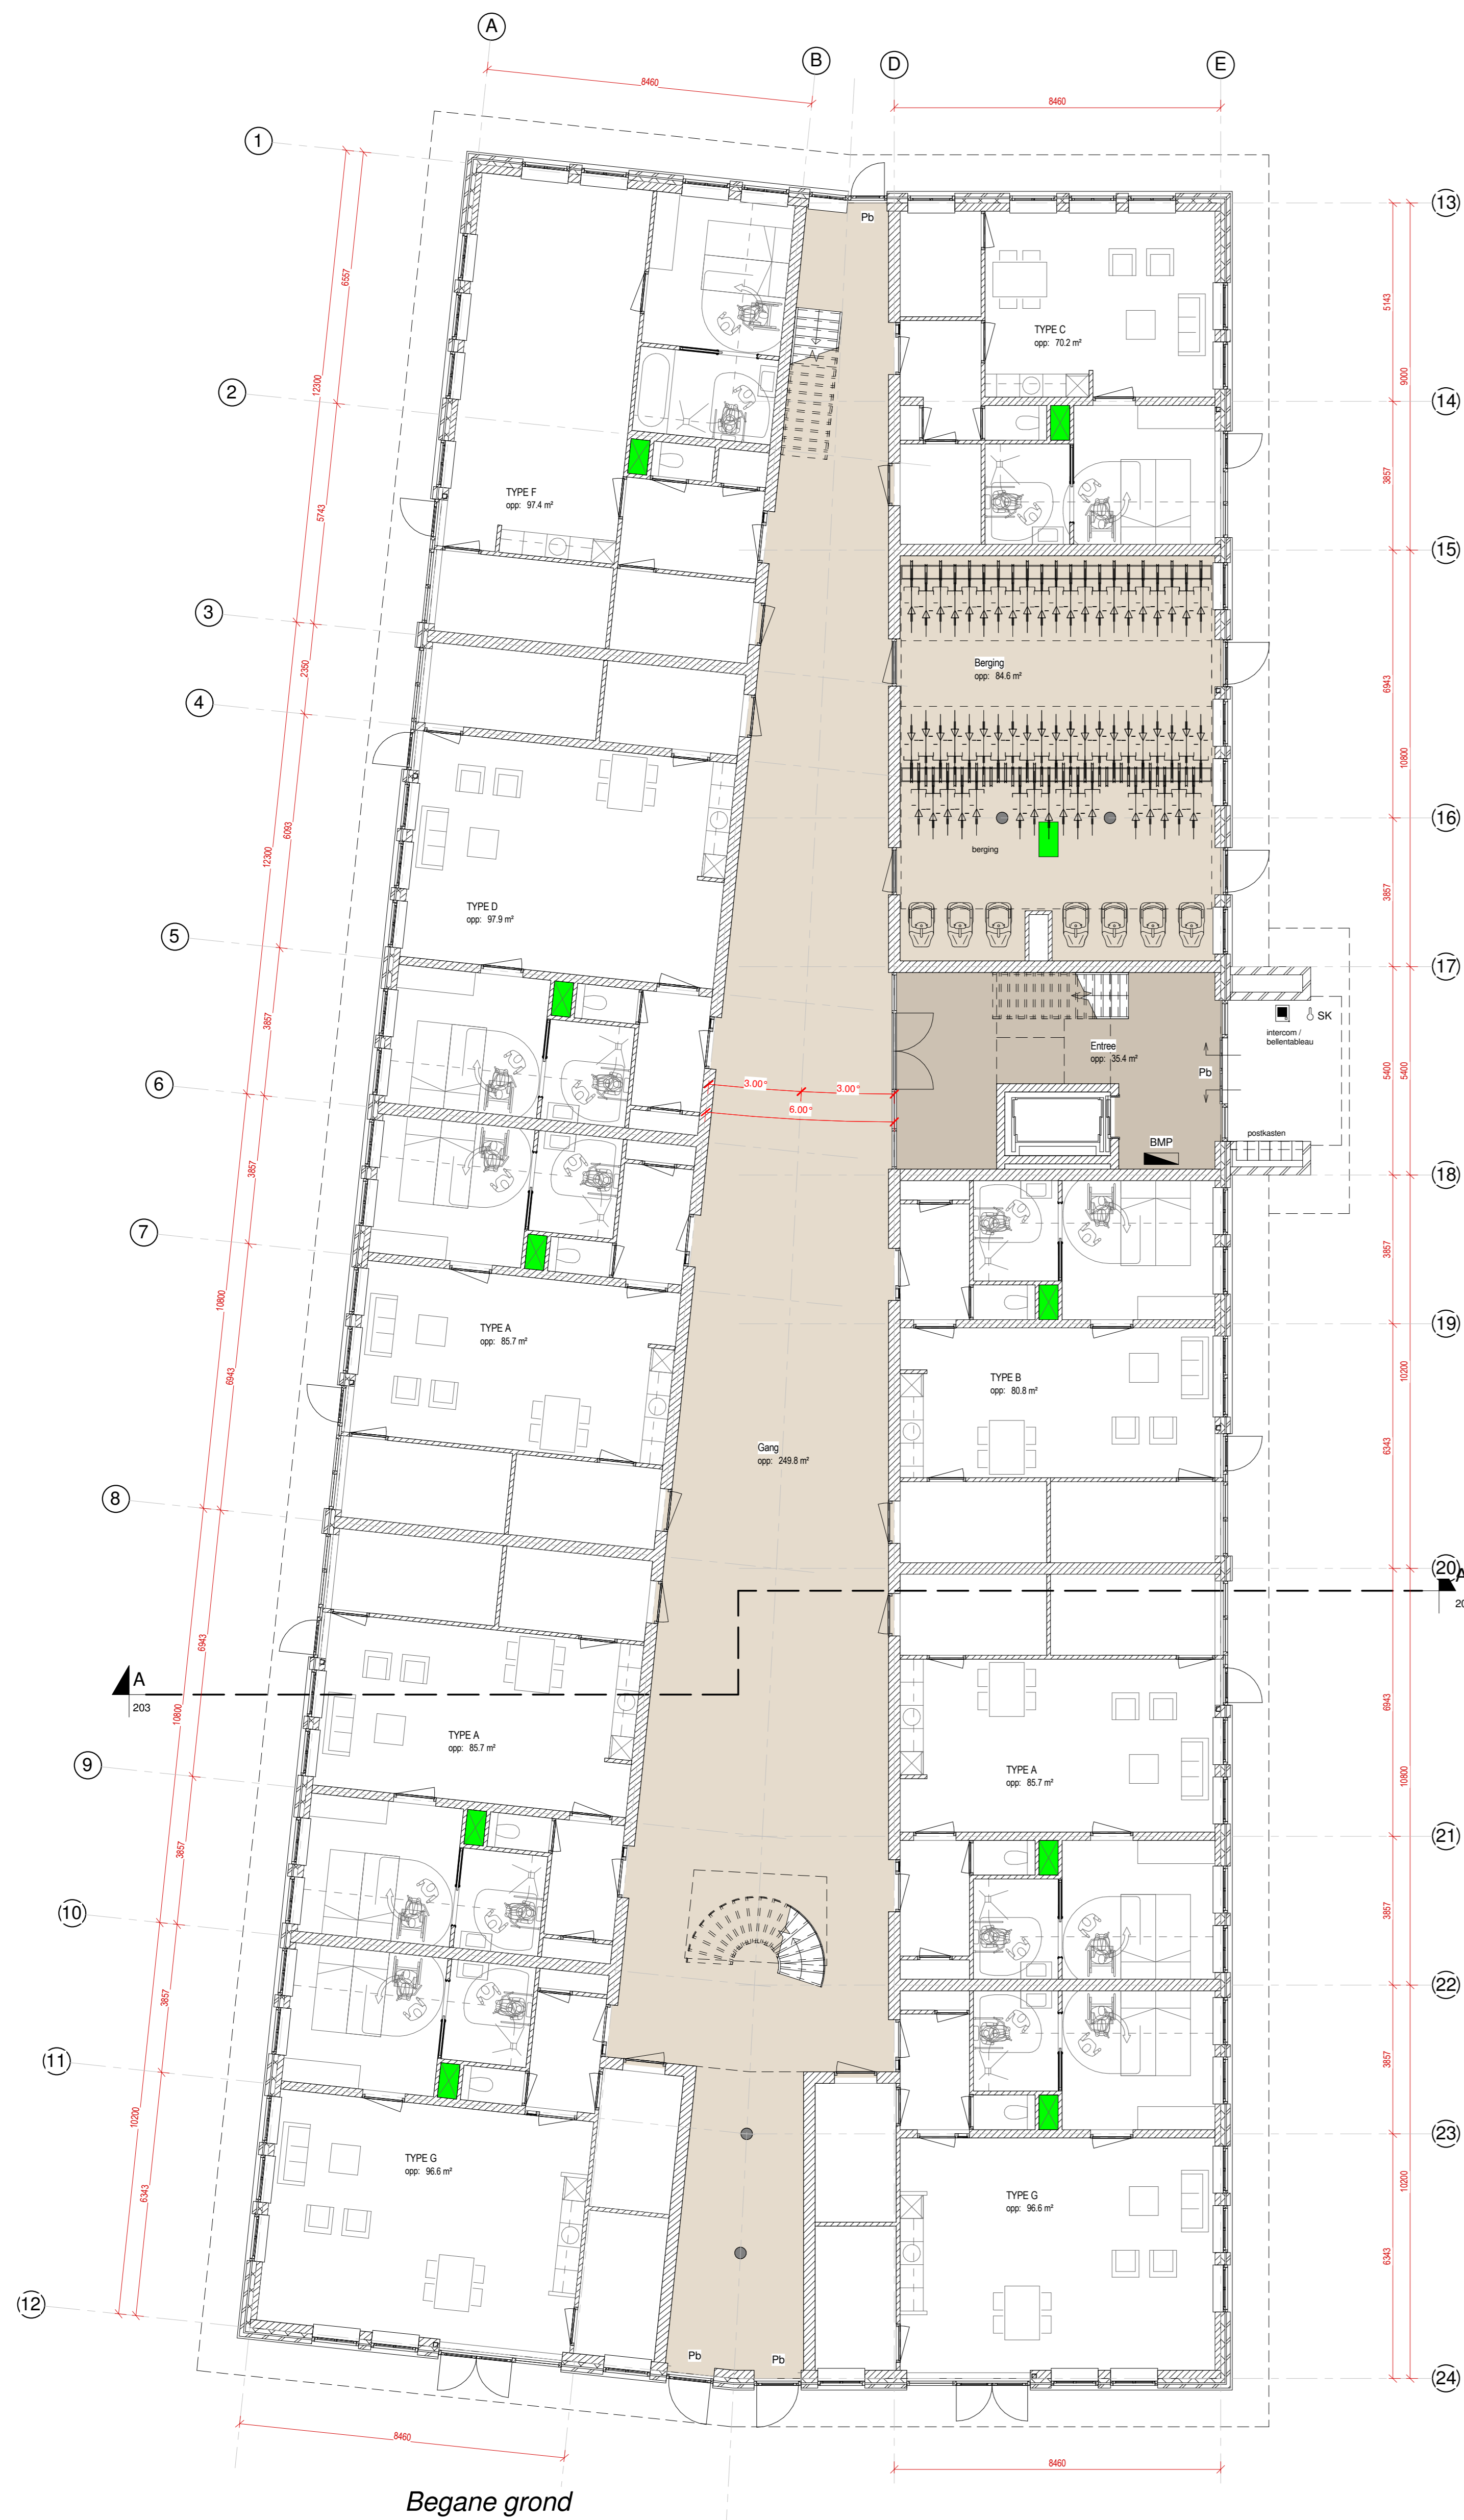 A
B
D
E
8460
8460
1
13
6557
Pb
5143
TYPE C
opp: 70.2 m²
12300
9000
2
14
TYPE F
opp: 97.4 m²
3857
5743
15
3
Berging
opp: 84.6 m²
2350
6943
4
10800
16
6093
berging
12300
3857
TYPE D
opp: 97.9 m²
5
17
intercom /
bellentableau
SK
3857
Entree
opp: 35.4 m²
5400
5400
Pb
6
3.00°
3.00°
6.00°
BMP
postkasten
3857
18
7
3857
10800
19
TYPE A
opp: 85.7 m²
6943
TYPE B
opp: 80.8 m²
10200
Gang
opp: 249.8 m²
6343
8
20
A
20
6943
A
203
10800
6943
TYPE A
opp: 85.7 m²
9
TYPE A
opp: 85.7 m²
10800
3857
21
10
3857
22
3857
3857
11
23
10200
TYPE G
opp: 96.6 m²
6343
TYPE G
opp: 96.6 m²
10200
6343
12
Pb
Pb
24
8460
8460
Begane grond